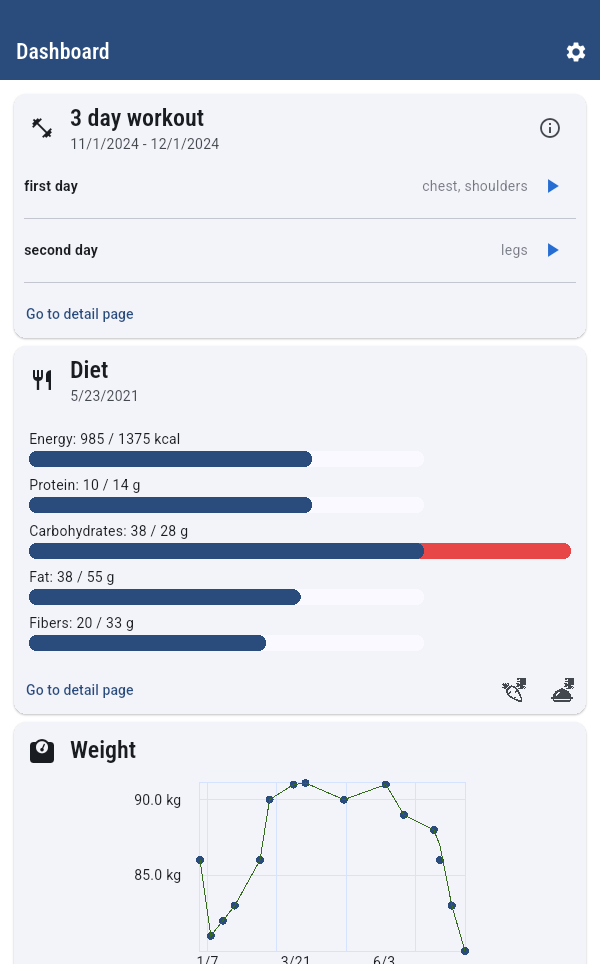 Dashboard
3 day workout
11/1/2024 - 12/1/2024
first day
chest, shoulders
second day
legs
Go to detail page
Diet
5/23/2021
Energy: 985 / 1375 kcal
Protein: 10 / 14 g
Carbohydrates: 38 / 28 g
Fat: 38 / 55 g
Fibers: 20 / 33 g
Go to detail page
Weight
90.0 kg
85.0 kg
1/7 3/21 6/3